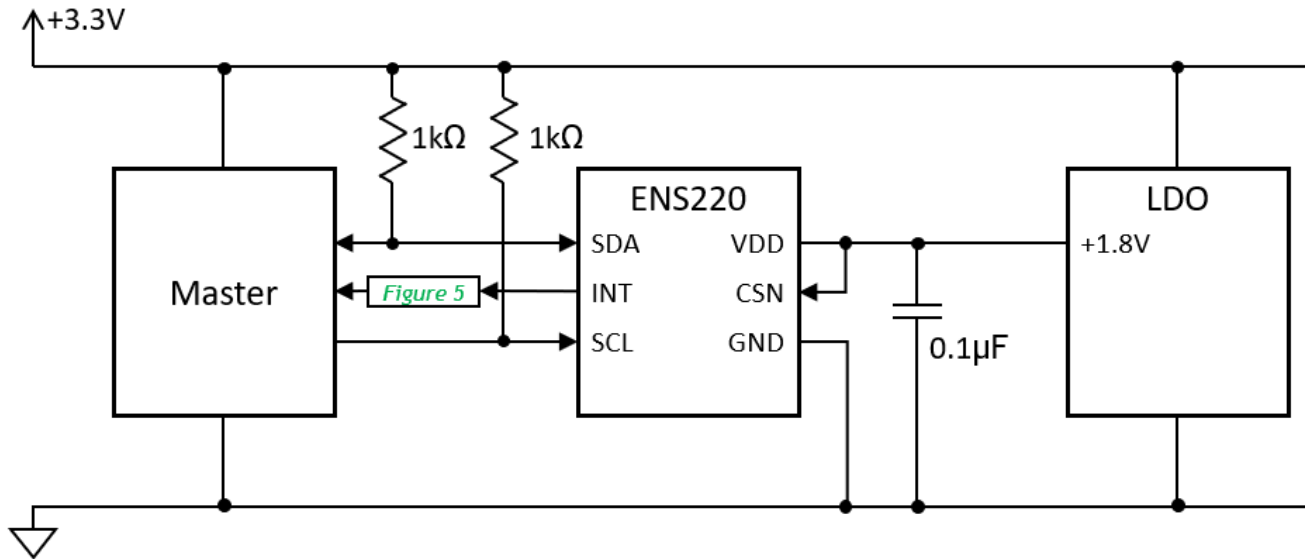 +3.3V
1kΩ 1kΩ
ENS220 LDO
SDA VDD +1.8V
Master Figure 5 INT CSN
SCL GND 0.1µF